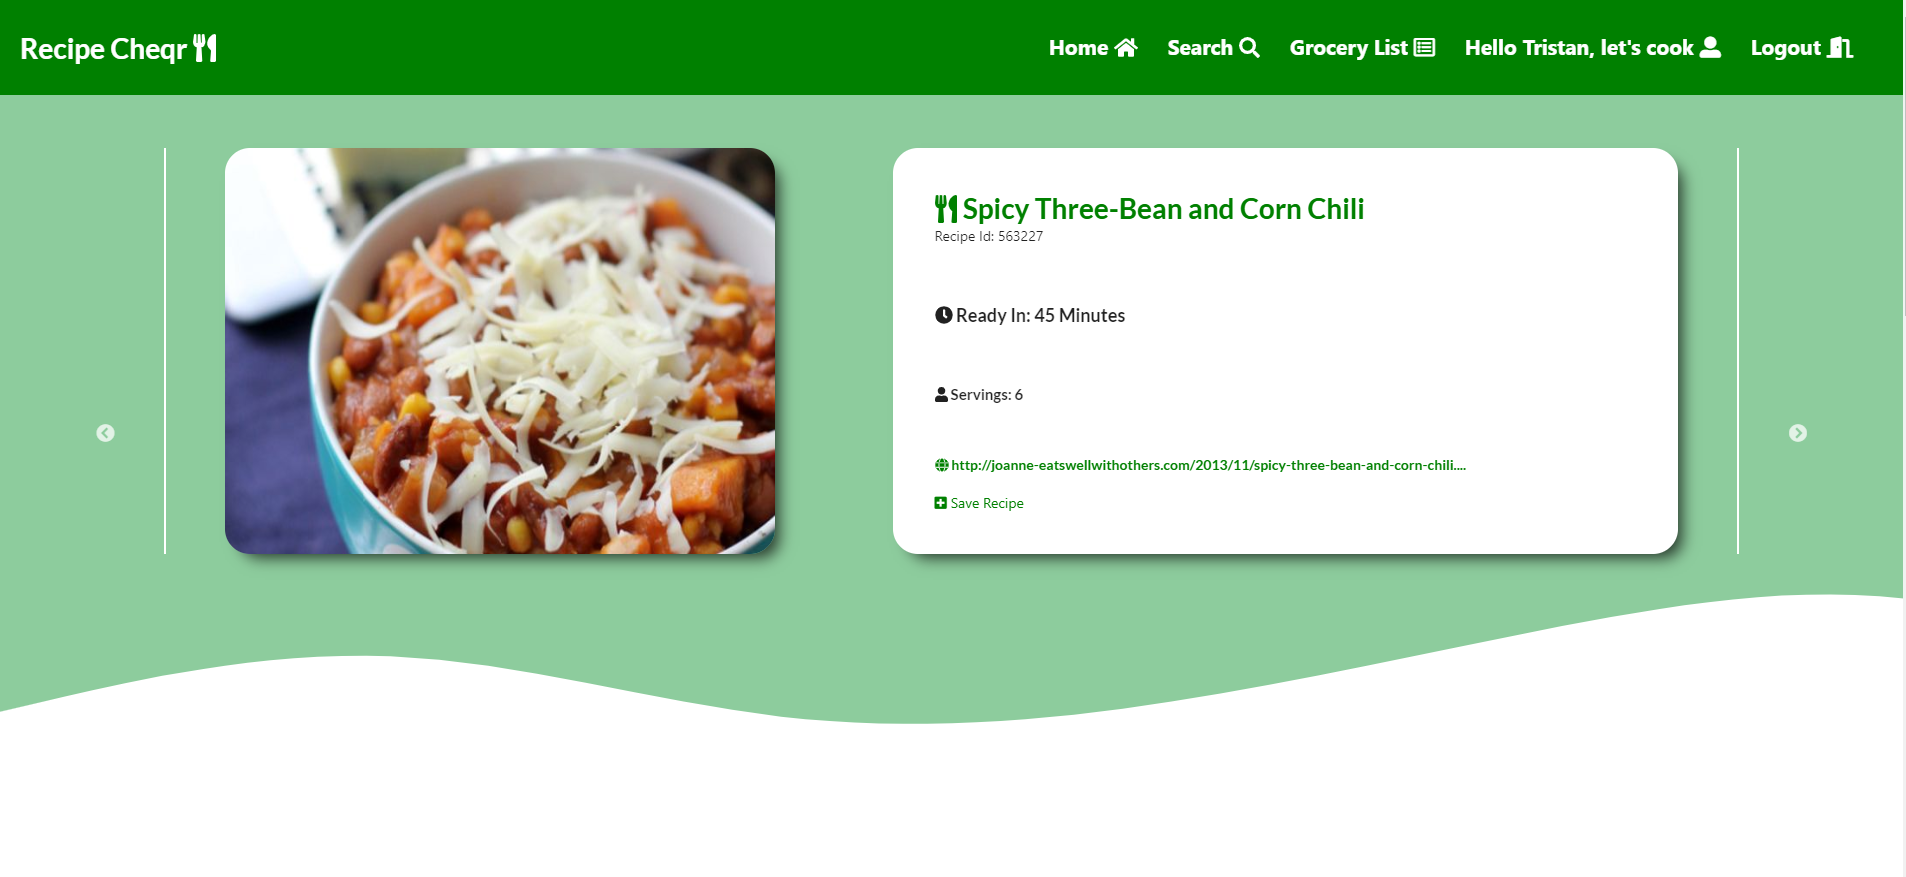 Recipe Cheqr
Home Search Grocery List Hello Tristan, let's cook Logout
Spicy Three-Bean and Corn Chili
Recipe Id: 563227
Ready In: 45 Minutes
Servings: 6
http://joanne-eatswellwithothers.com/2013/11/spicy-three-bean-and-corn-chili....
Save Recipe